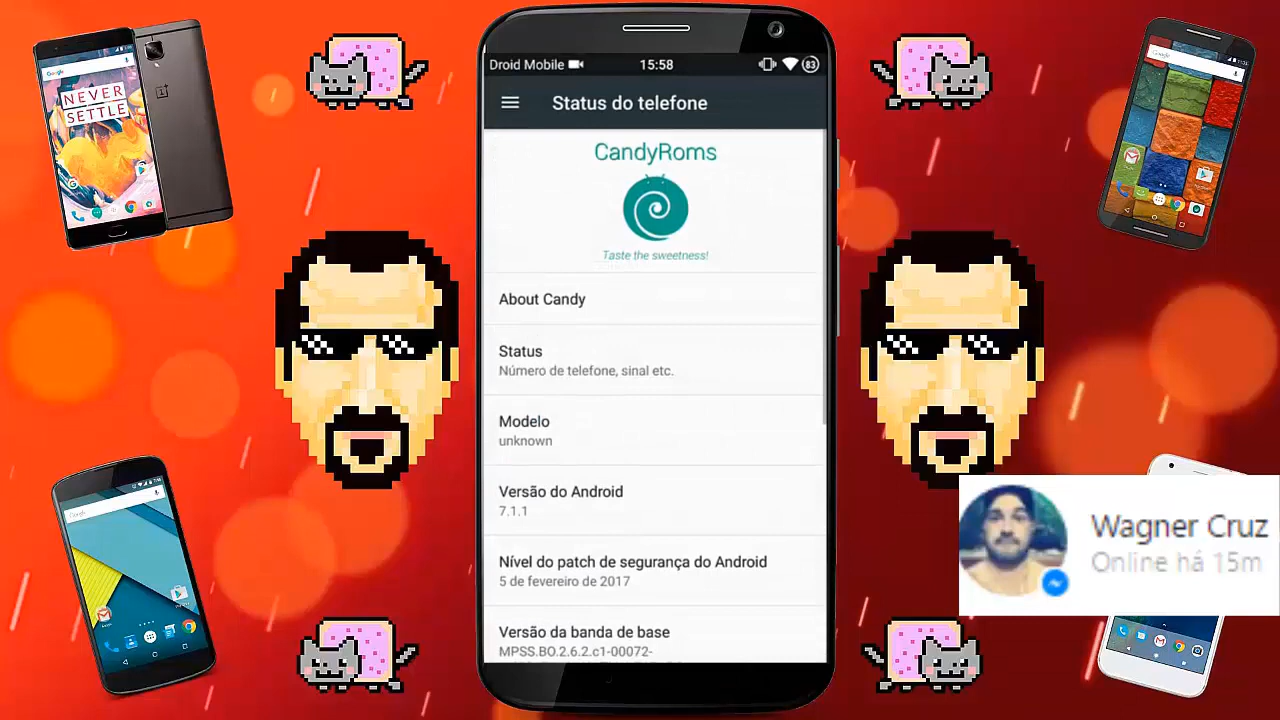 Droid Mobile
15:58
83
Status do telefone
CandyRoms
Taste the sweetness!
About Candy
Status
Número de telefone, sinal etc.
Modelo
unknown
Versão do Android
7.1.1
Nível do patch de segurança do Android
5 de fevereiro de 2017
Versão da banda de base
MPSS.BO.2.6.2.c1-00072-
Google
NEVER
SETTLE
Google
Google
Wagner Cruz
Online há 15m